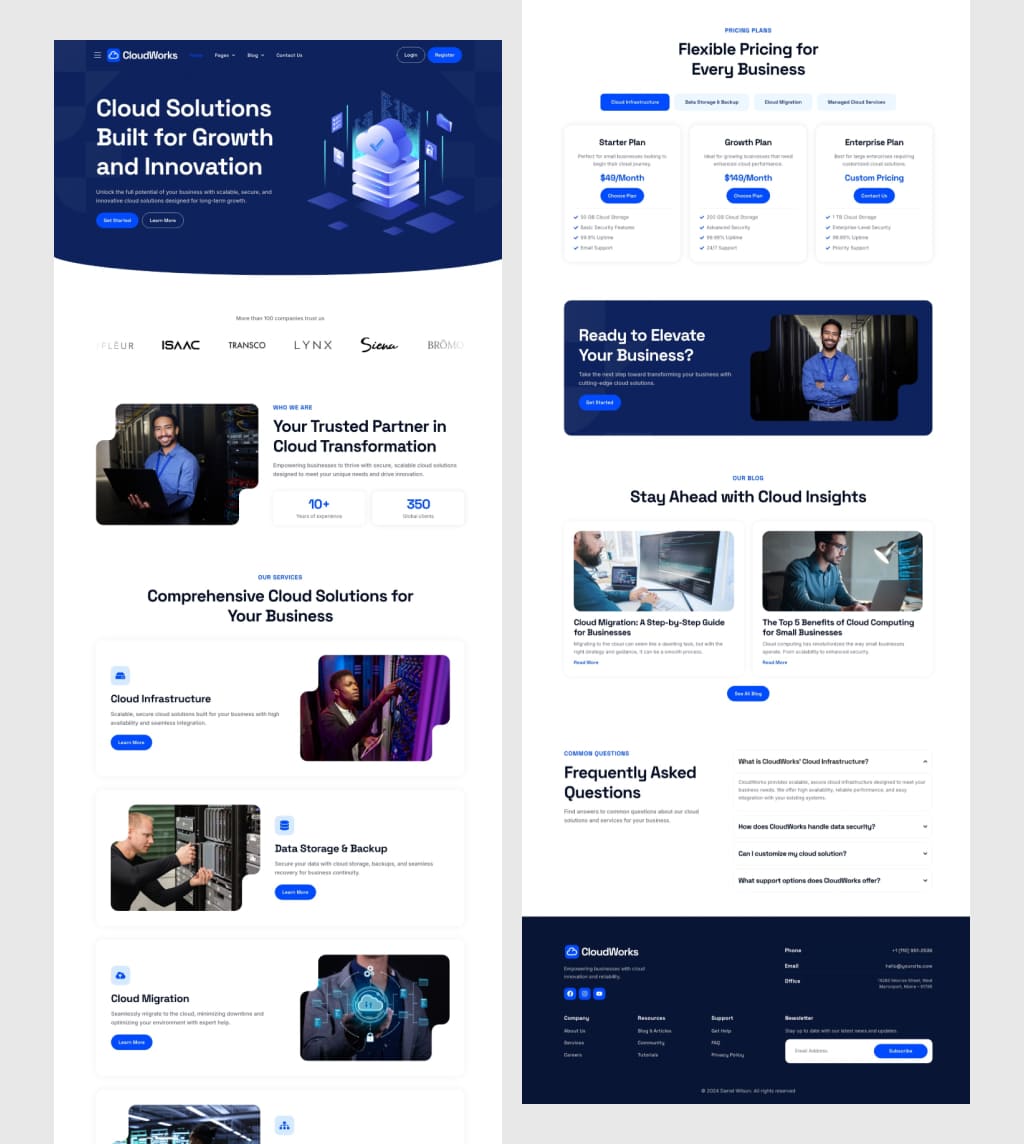 CloudWorks
Home
Pages
Blog
Contact Us
Login
Register
Cloud Solutions
Built for Growth
and Innovation
Unlock the full potential of your business with scalable, secure, and
innovative cloud solutions designed for long-term growth.
Get Started
Learn More
More than 100 companies trust us
FLEUR
ISAAC
TRANSCO
LYNX
Siena
BRŌMO
WHO WE ARE
Your Trusted Partner in
Cloud Transformation
Empowering businesses to thrive with secure, scalable cloud solutions
designed to meet your unique needs and drive innovation.
10+
Years of experience
350
Global clients
OUR SERVICES
Comprehensive Cloud Solutions for
Your Business
Cloud Infrastructure
Scalable, secure cloud solutions built for your business with high
availability and seamless integration.
Learn More
Data Storage & Backup
Secure your data with cloud storage, backups, and seamless
recovery for business continuity.
Learn More
Cloud Migration
Seamlessly migrate to the cloud, minimizing downtime and
optimizing your environment with expert help.
Learn More
PRICING PLANS
Flexible Pricing for
Every Business
Cloud Infrastructure
Data Storage & Backup
Cloud Migration
Managed Cloud Services
Starter Plan
Perfect for small businesses looking to
begin their cloud journey.
$49/Month
Choose Plan
50 GB Cloud Storage
Basic Security Features
99.9% Uptime
Email Support
Growth Plan
Ideal for growing businesses that need
enhanced cloud performance.
$149/Month
Choose Plan
200 GB Cloud Storage
Advanced Security
99.99% Uptime
24/7 Support
Enterprise Plan
Best for large enterprises requiring
customized cloud solutions.
Custom Pricing
Contact Us
1 TB Cloud Storage
Enterprise-Level Security
99.99% Uptime
Priority Support
Ready to Elevate
Your Business?
Take the next step toward transforming your business with
cutting-edge cloud solutions.
Get Started
OUR BLOG
Stay Ahead with Cloud Insights
Cloud Migration: A Step-by-Step Guide
for Businesses
Migrating to the cloud can seem like a daunting task, but with the
right strategy and guidance, it can be a smooth process.
Read More
The Top 5 Benefits of Cloud Computing
for Small Businesses
Cloud computing has revolutionized the way small businesses
operate. From scalability to enhanced security.
Read More
See All Blog
COMMON QUESTIONS
Frequently Asked
Questions
Find answers to common questions about our cloud
solutions and services for your business.
What is CloudWorks' Cloud Infrastructure?
CloudWorks provides scalable, secure cloud infrastructure designed to meet your
business needs. We offer high availability, reliable performance, and easy
integration with your existing systems.
How does CloudWorks handle data security?
Can I customize my cloud solution?
What support options does CloudWorks offer?
CloudWorks
Empowering businesses with cloud
innovation and reliability.
Phone
Email
hello@yoursite.com
Office
Company
About Us
Services
Careers
Resources
Blog & Articles
Community
Tutorials
Support
Get Help
FAQ
Privacy Policy
Newsletter
Stay up to date with our latest news and updates.
Email Address
Subscribe
© 2024 Darrel Wilson. All rights reserved